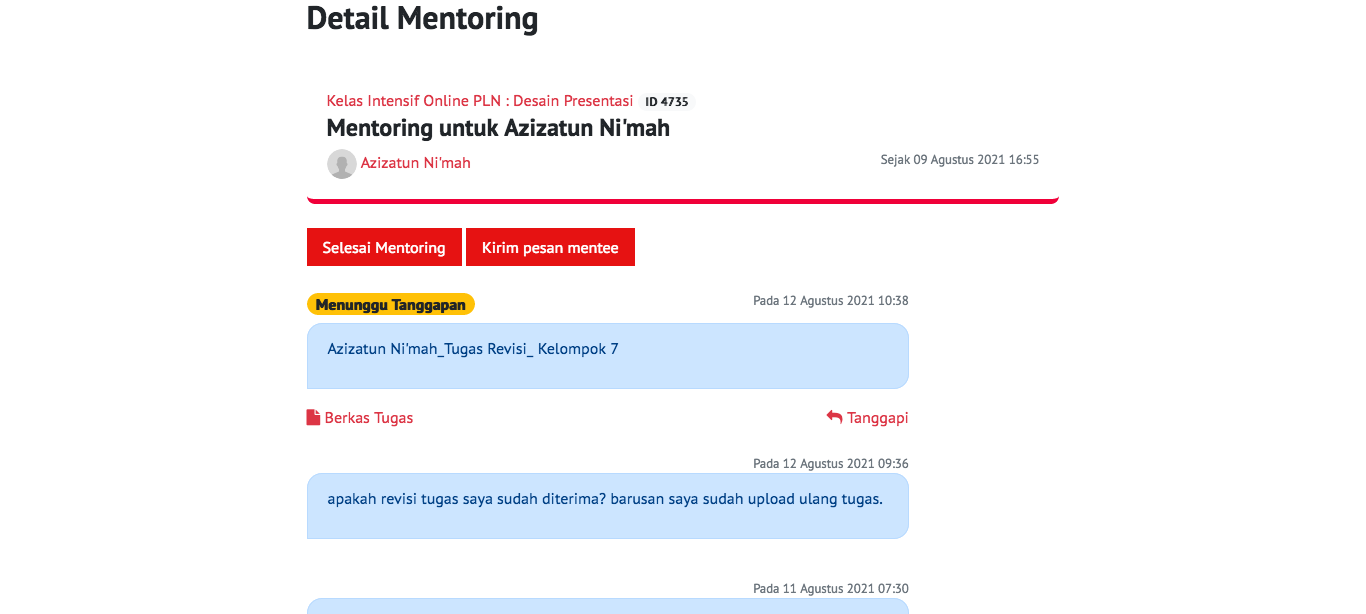 Detail Mentoring
Kelas Intensif Online PLN : Desain Presentasi ID 4735
Mentoring untuk Azizatun Ni'mah
Azizatun Ni'mah
Sejak 09 Agustus 2021 16:55
Selesai Mentoring
Kirim pesan mentee
Menunggu Tanggapan
Pada 12 Agustus 2021 10:38
Azizatun Ni'mah_Tugas Revisi_ Kelompok 7
Berkas Tugas
Tanggapi
Pada 12 Agustus 2021 09:36
apakah revisi tugas saya sudah diterima? barusan saya sudah upload ulang tugas.
Pada 11 Agustus 2021 07:30